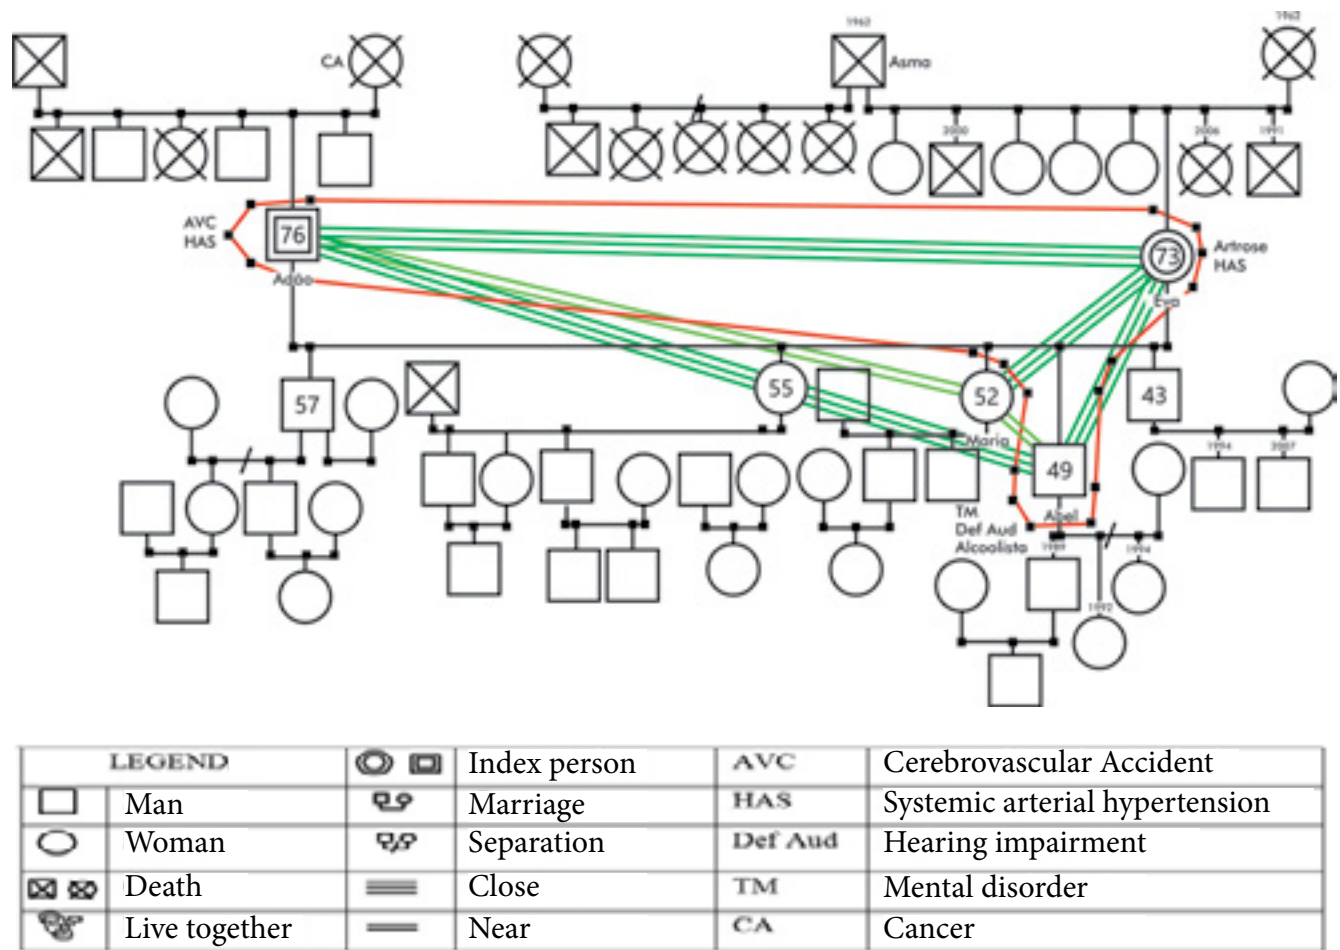 1962
1962
CA
Asma
2000
2006
1991
AVC
HAS
76
73
Artrose
HAS
Adão
Eva
57
55
52
43
Maria
1994
2007
49
TM
Def Aud
Alcoolista
Abel
1989
1994
1992
LEGEND
Index person
AVC
Cerebrovascular Accident
Man
Marriage
HAS
Systemic arterial hypertension
Woman
Separation
Def Aud
Hearing impairment
Death
Close
TM
Mental disorder
Live together
Near
CA
Cancer